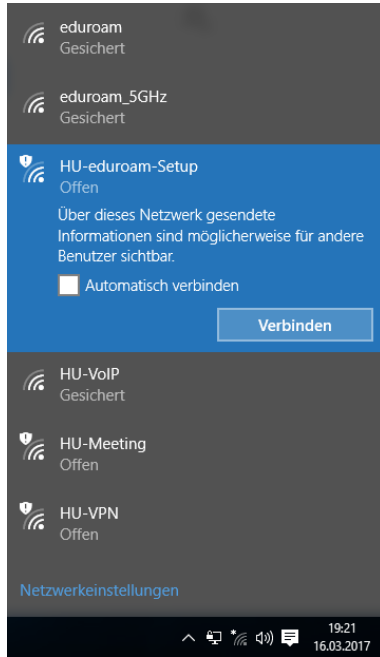 eduroam
Gesichert
eduroam_5GHz
Gesichert
HU-eduroam-Setup
Offen
Über dieses Netzwerk gesendete
Informationen sind möglicherweise für andere
Benutzer sichtbar.
Automatisch verbinden
Verbinden
HU-VoIP
Gesichert
HU-Meeting
Offen
HU-VPN
Offen
Netzwerkeinstellungen
19:21
16.03.2017